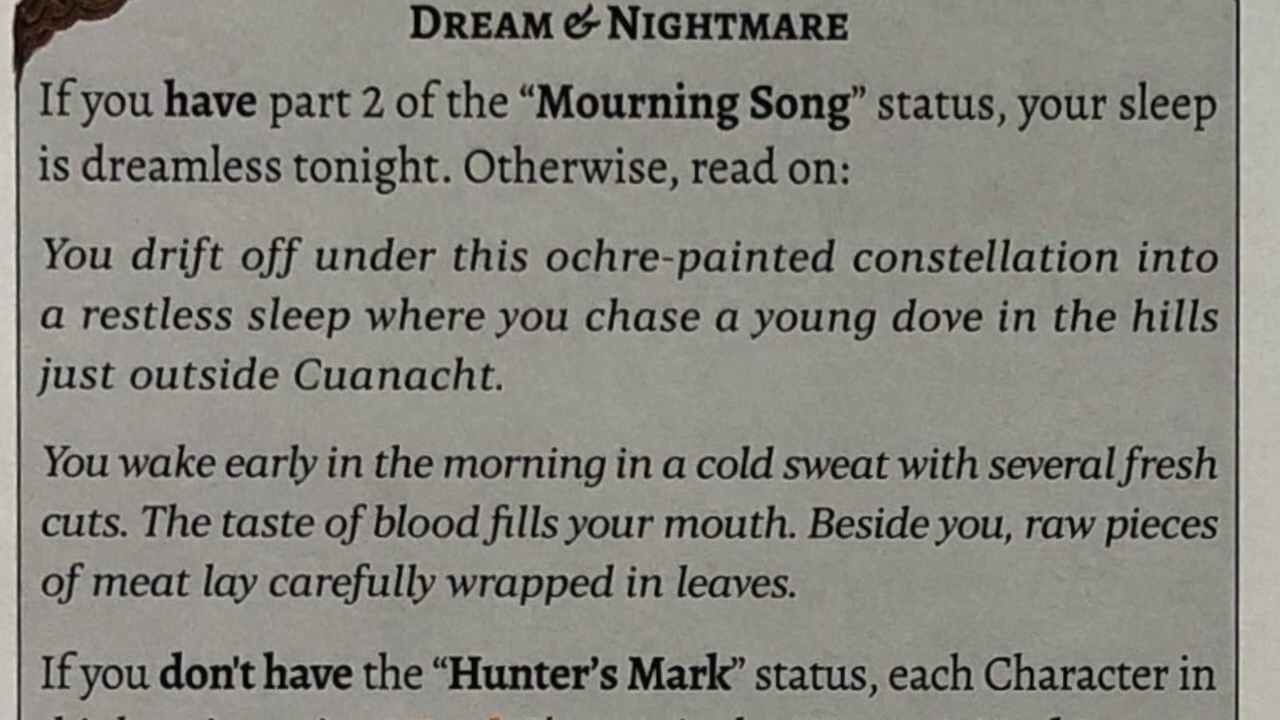 DREAM & NIGHTMARE
If you have part 2 of the “Mourning Song” status, your sleep
is dreamless tonight. Otherwise, read on:
You drift off under this ochre-painted constellation into
a restless sleep where you chase a young dove in the hills
just outside Cuanacht.
You wake early in the morning in a cold sweat with several fresh
cuts. The taste of blood fills your mouth. Beside you, raw pieces
of meat lay carefully wrapped in leaves.
If you don't have the “Hunter’s Mark” status, each Character in